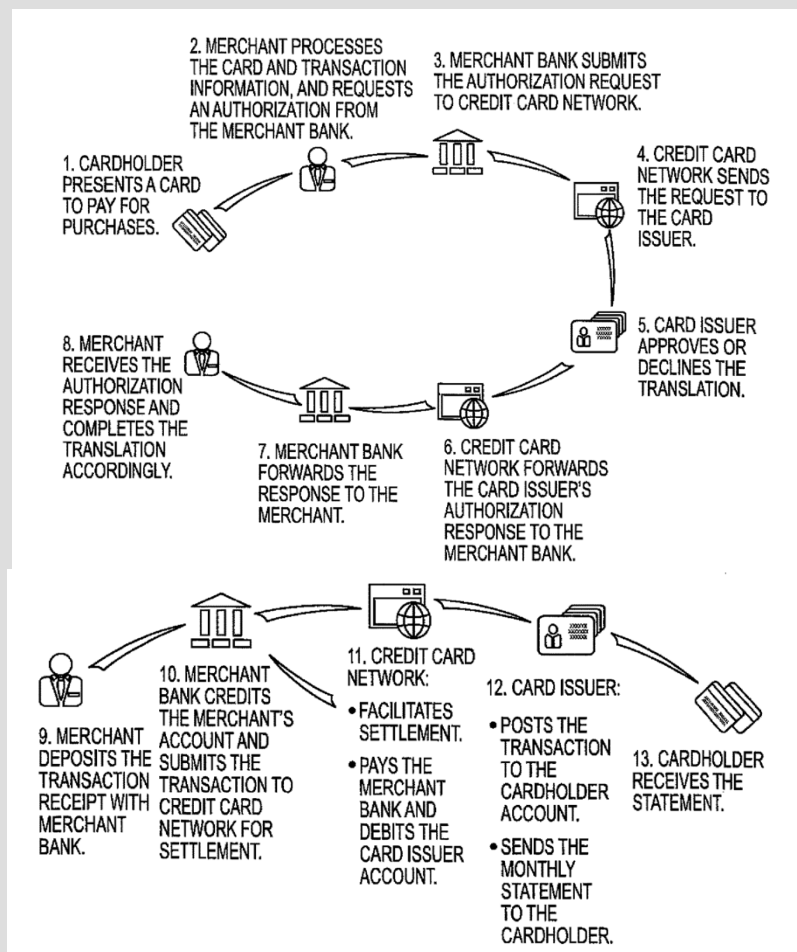 1. CARDHOLDER
PRESENTS A CARD
TO PAY FOR
PURCHASES.
2. MERCHANT PROCESSES
THE CARD AND TRANSACTION
INFORMATION, AND REQUESTS
AN AUTHORIZATION FROM
THE MERCHANT BANK.
3. MERCHANT BANK SUBMITS
THE AUTHORIZATION REQUEST
TO CREDIT CARD NETWORK.
4. CREDIT CARD
NETWORK SENDS
THE REQUEST TO
THE CARD
ISSUER.
5. CARD ISSUER
APPROVES OR
DECLINES THE
TRANSLATION.
6. CREDIT CARD
NETWORK FORWARDS
THE CARD ISSUER'S
AUTHORIZATION
RESPONSE TO THE
MERCHANT BANK.
7. MERCHANT BANK
FORWARDS THE
RESPONSE TO THE
MERCHANT.
8. MERCHANT
RECEIVES THE
AUTHORIZATION
RESPONSE AND
COMPLETES THE
TRANSLATION
ACCORDINGLY.
9. MERCHANT
DEPOSITS THE
TRANSACTION
RECEIPT WITH
MERCHANT
BANK.
10. MERCHANT
BANK CREDITS
THE MERCHANT'S
ACCOUNT AND
SUBMITS THE
TRANSACTION TO
CREDIT CARD
NETWORK FOR
SETTLEMENT.
11. CREDIT CARD
NETWORK:
•FACILITATES
SETTLEMENT.
•PAYS THE
MERCHANT
BANK AND
DEBITS THE
CARD ISSUER
ACCOUNT.
12. CARD ISSUER:
•POSTS THE
TRANSACTION
TO THE
CARDHOLDER
ACCOUNT.
•SENDS THE
MONTHLY
STATEMENT
TO THE
CARDHOLDER.
13. CARDHOLDER
RECEIVES THE
STATEMENT.